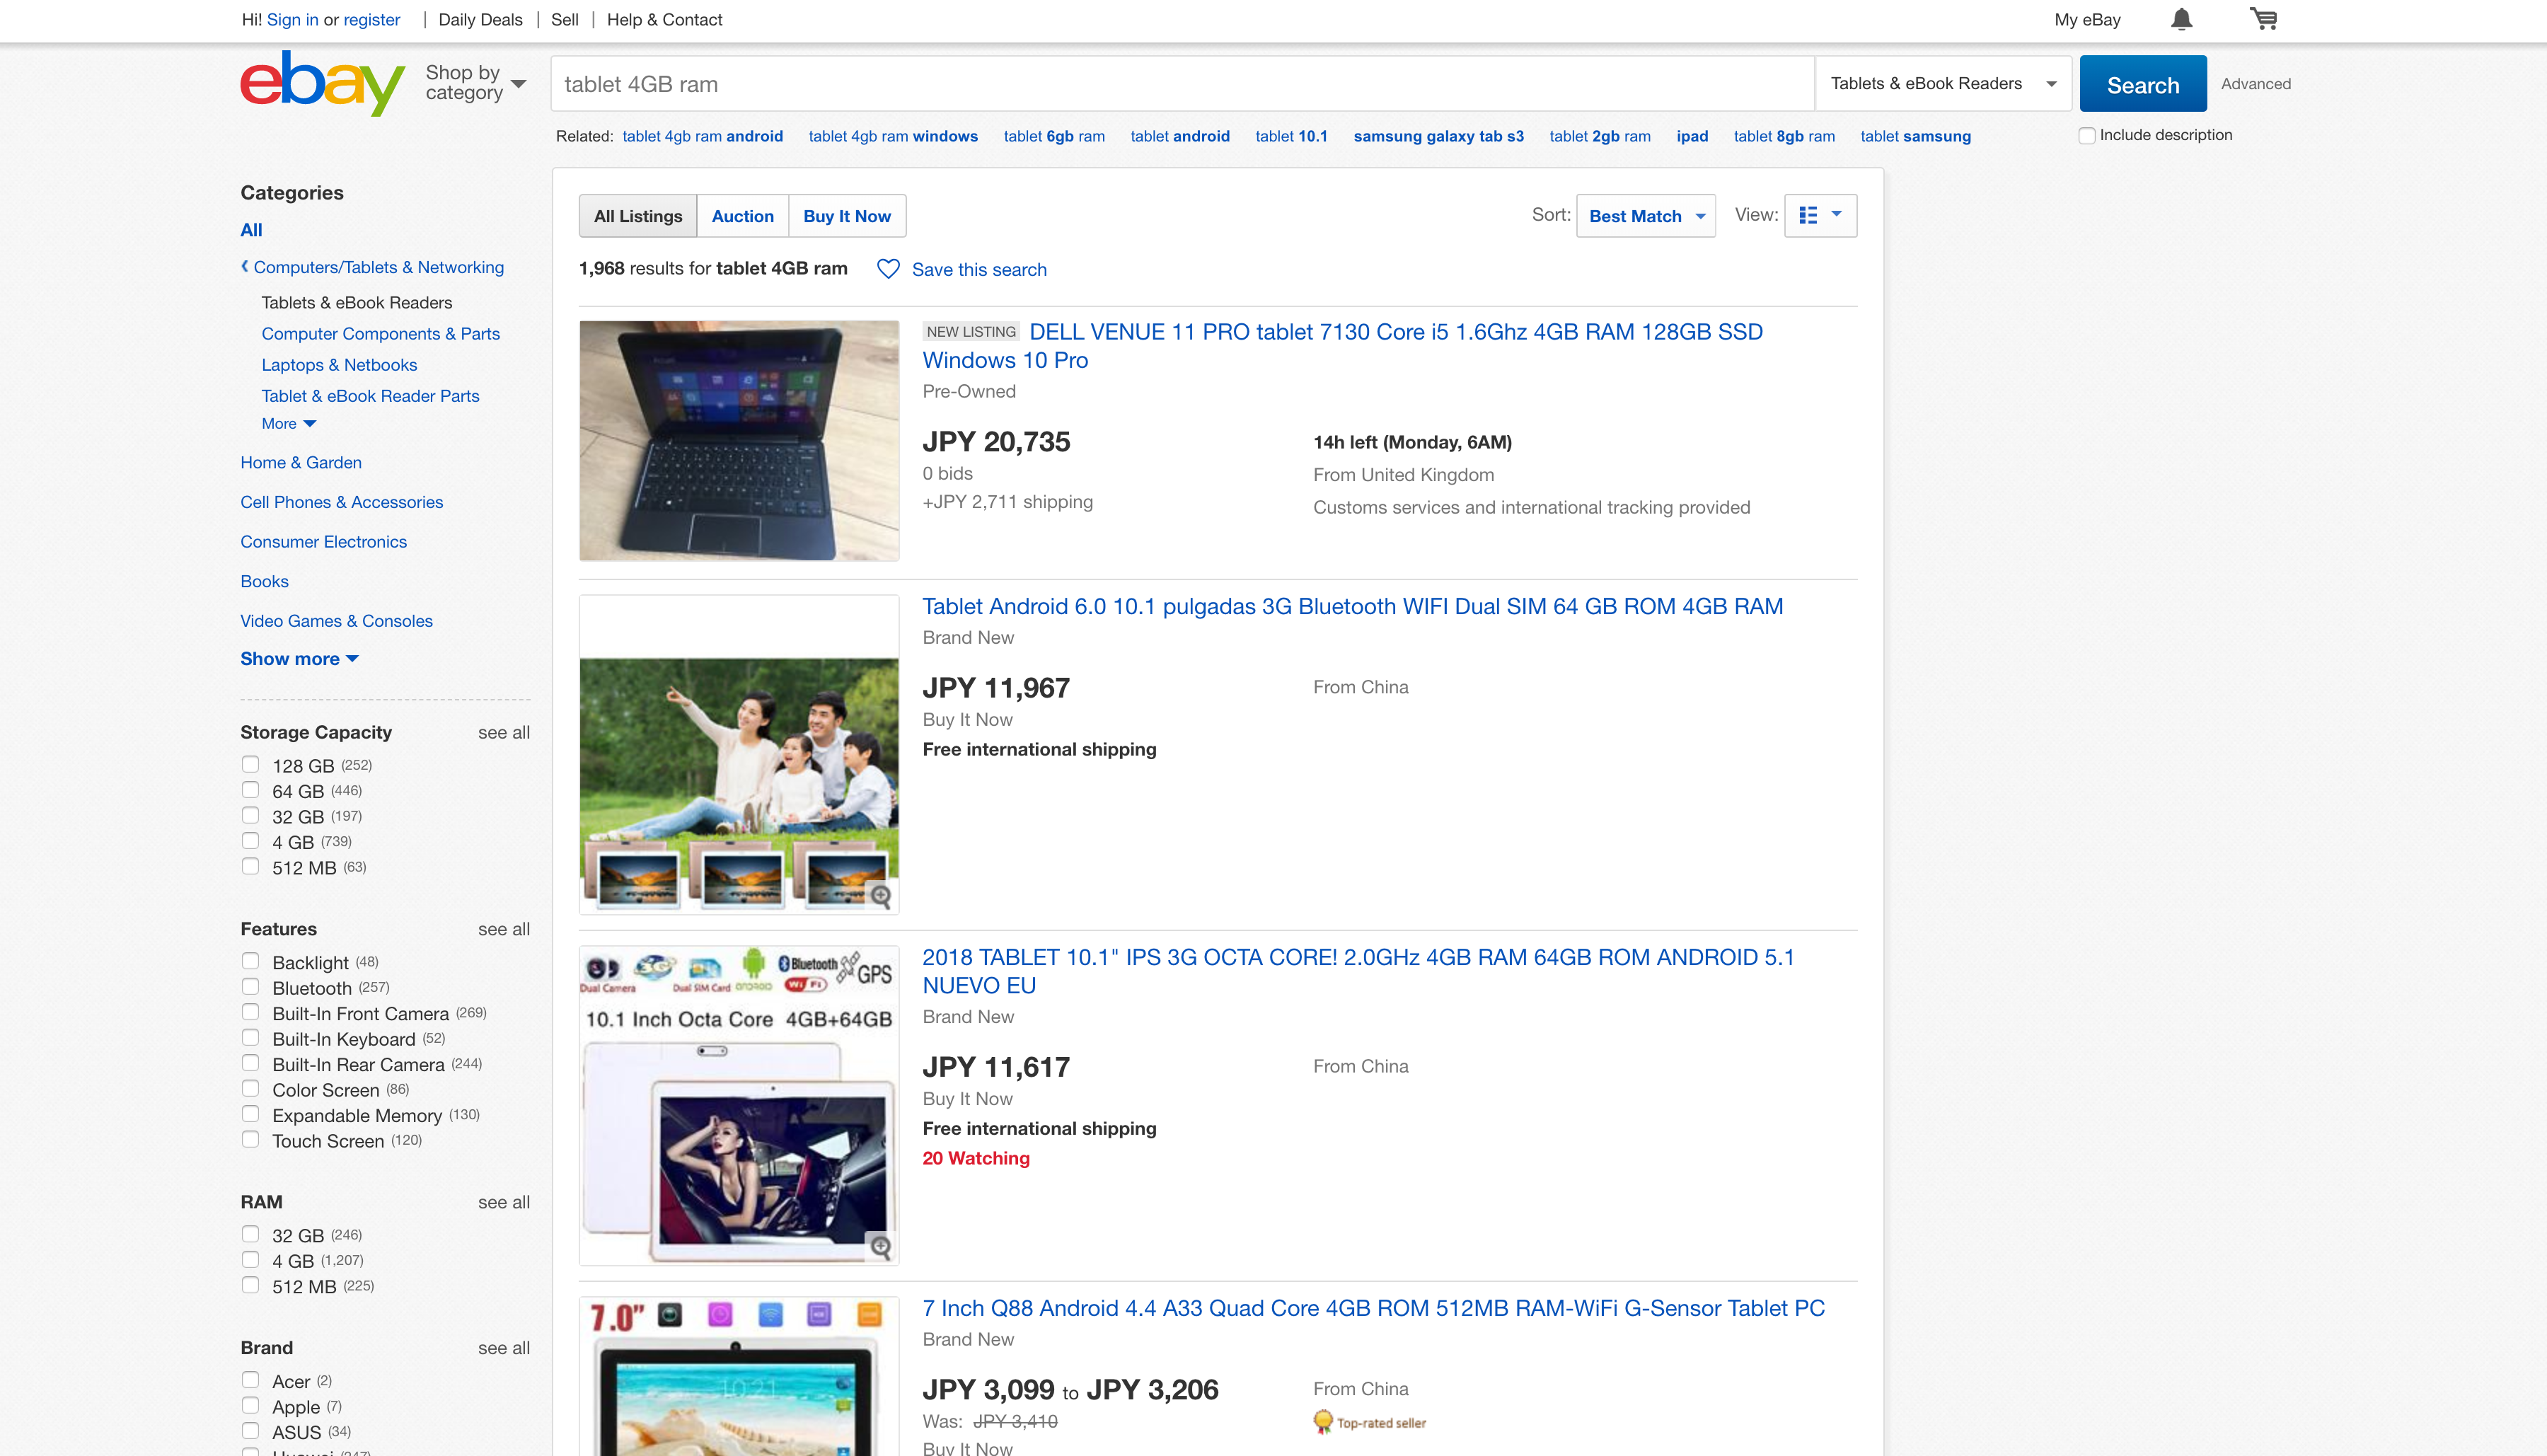 Hi! Sign in or register | Daily Deals | Sell | Help & Contact
My eBay
ebay
Shop by
category
tablet 4GB ram
Tablets & eBook Readers
Search
Advanced
Related: tablet 4gb ram android tablet 4gb ram windows tablet 6gb ram tablet android tablet 10.1 samsung galaxy tab s3 tablet 2gb ram ipad tablet 8gb ram tablet samsung
Include description
Categories
All
Computers/Tablets & Networking
Tablets & eBook Readers
Computer Components & Parts
Laptops & Netbooks
Tablet & eBook Reader Parts
More
Home & Garden
Cell Phones & Accessories
Consumer Electronics
Books
Video Games & Consoles
Show more
Storage Capacity see all
128 GB (252)
64 GB (446)
32 GB (197)
4 GB (739)
512 MB (63)
Features see all
Backlight (48)
Bluetooth (257)
Built-In Front Camera (269)
Built-In Keyboard (52)
Built-In Rear Camera (244)
Color Screen (86)
Expandable Memory (130)
Touch Screen (120)
RAM see all
32 GB (246)
4 GB (1,207)
512 MB (225)
Brand see all
Acer (2)
Apple (7)
ASUS (34)
All Listings Auction Buy It Now
Sort: Best Match View:
1,968 results for tablet 4GB ram Save this search
NEW LISTING DELL VENUE 11 PRO tablet 7130 Core i5 1.6Ghz 4GB RAM 128GB SSD
Windows 10 Pro
Pre-Owned
JPY 20,735 14h left (Monday, 6AM)
0 bids From United Kingdom
+JPY 2,711 shipping Customs services and international tracking provided
Tablet Android 6.0 10.1 pulgadas 3G Bluetooth WIFI Dual SIM 64 GB ROM 4GB RAM
Brand New
JPY 11,967 From China
Buy It Now
Free international shipping
3G Bluetooth GPS
Dual Camera Dual SIM Card ANDROID Wi Fi
10.1 Inch Octa Core 4GB+64GB
2018 TABLET 10.1" IPS 3G OCTA CORE! 2.0GHz 4GB RAM 64GB ROM ANDROID 5.1
NUEVO EU
Brand New
JPY 11,617 From China
Buy It Now
Free international shipping
20 Watching
7.0"
10:21
7 Inch Q88 Android 4.4 A33 Quad Core 4GB ROM 512MB RAM-WiFi G-Sensor Tablet PC
Brand New
JPY 3,099 to JPY 3,206 From China
Was: JPY 3,410 Top-rated seller
Buy It Now